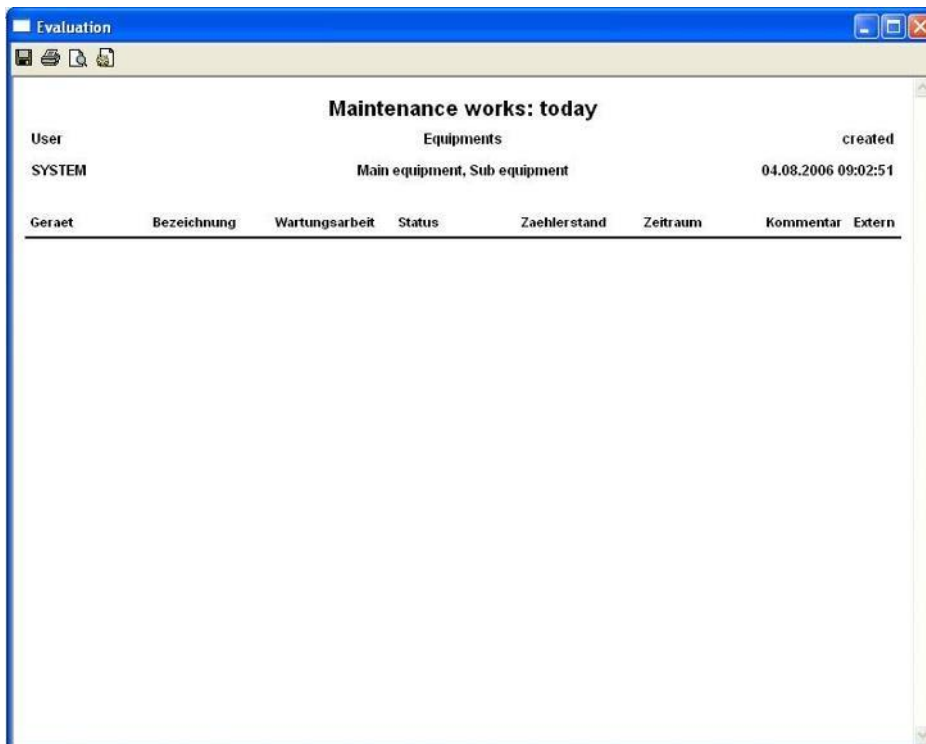 Evaluation
Maintenance works: today
User Equipments created
SYSTEM Main equipment, Sub equipment 04.08.2006 09:02:51
Geraet Bezeichnung Wartungsarbeit Status Zaehlerstand Zeitraum Kommentar Extern